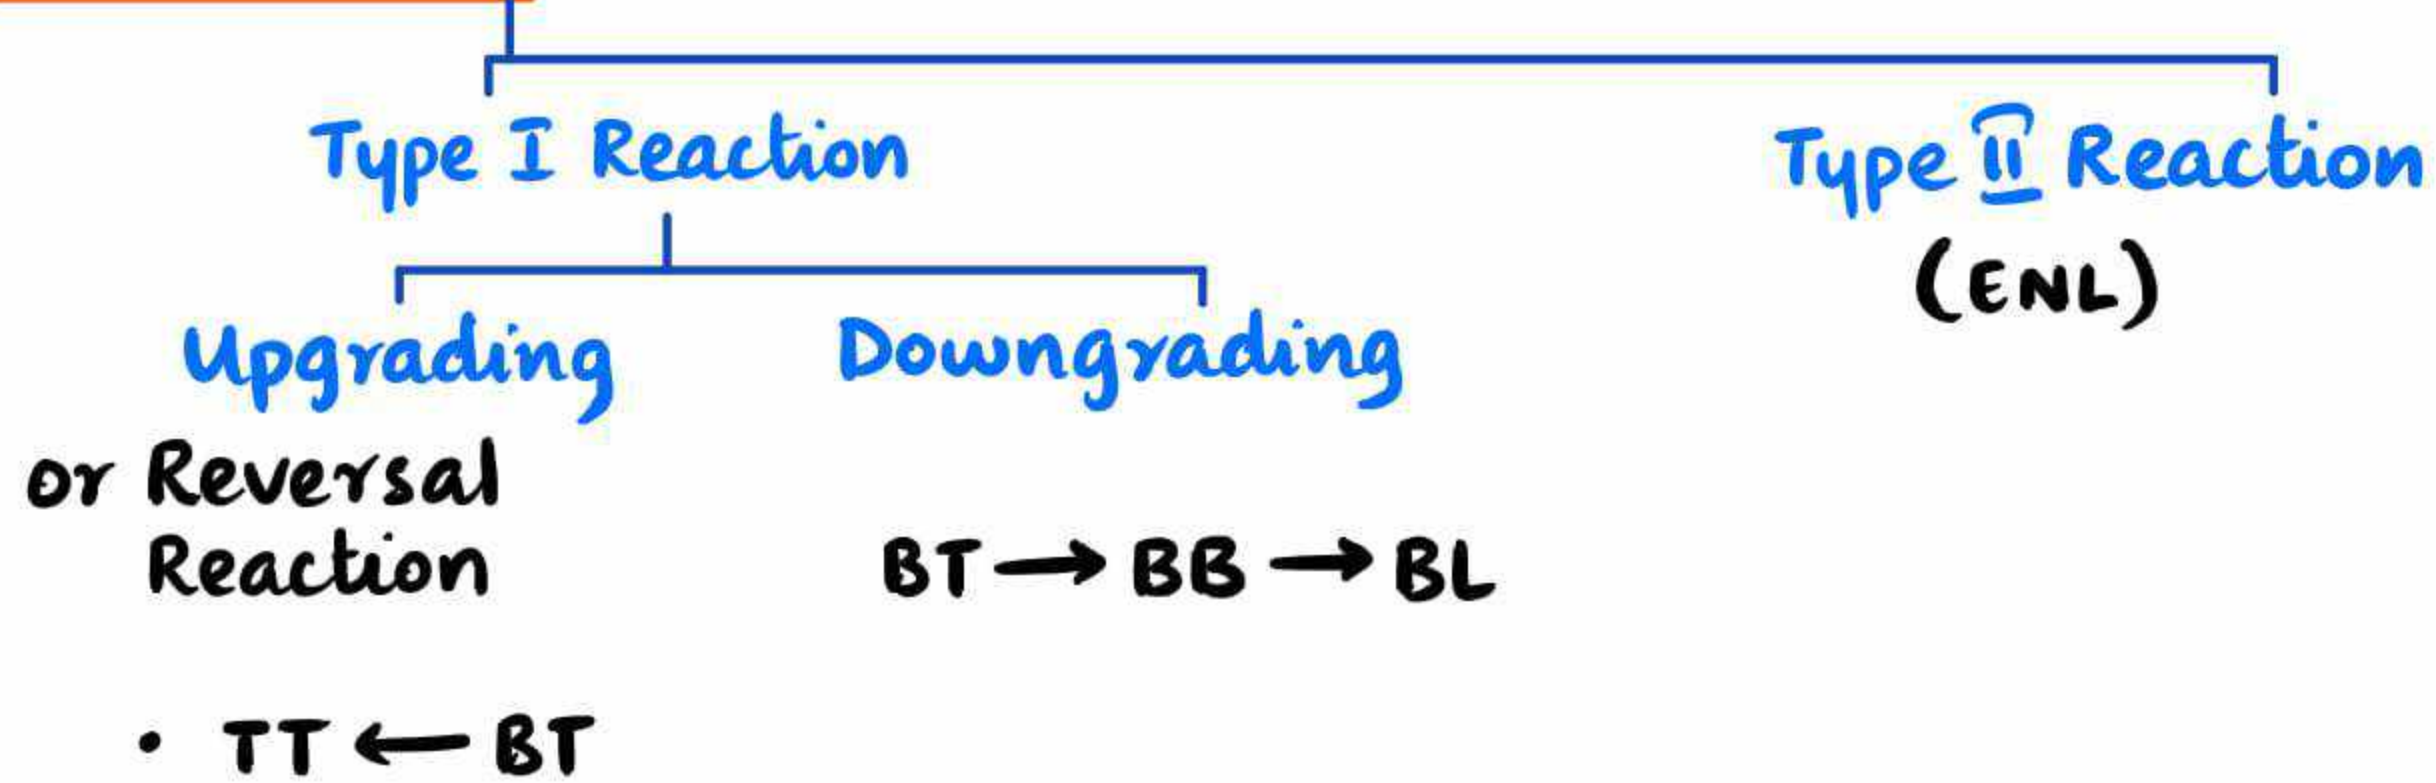 Type I Reaction
Type II Reaction
(ENL)
Upgrading
or Reversal
Reaction
• TT ← BT
Downgrading
BT → BB → BL